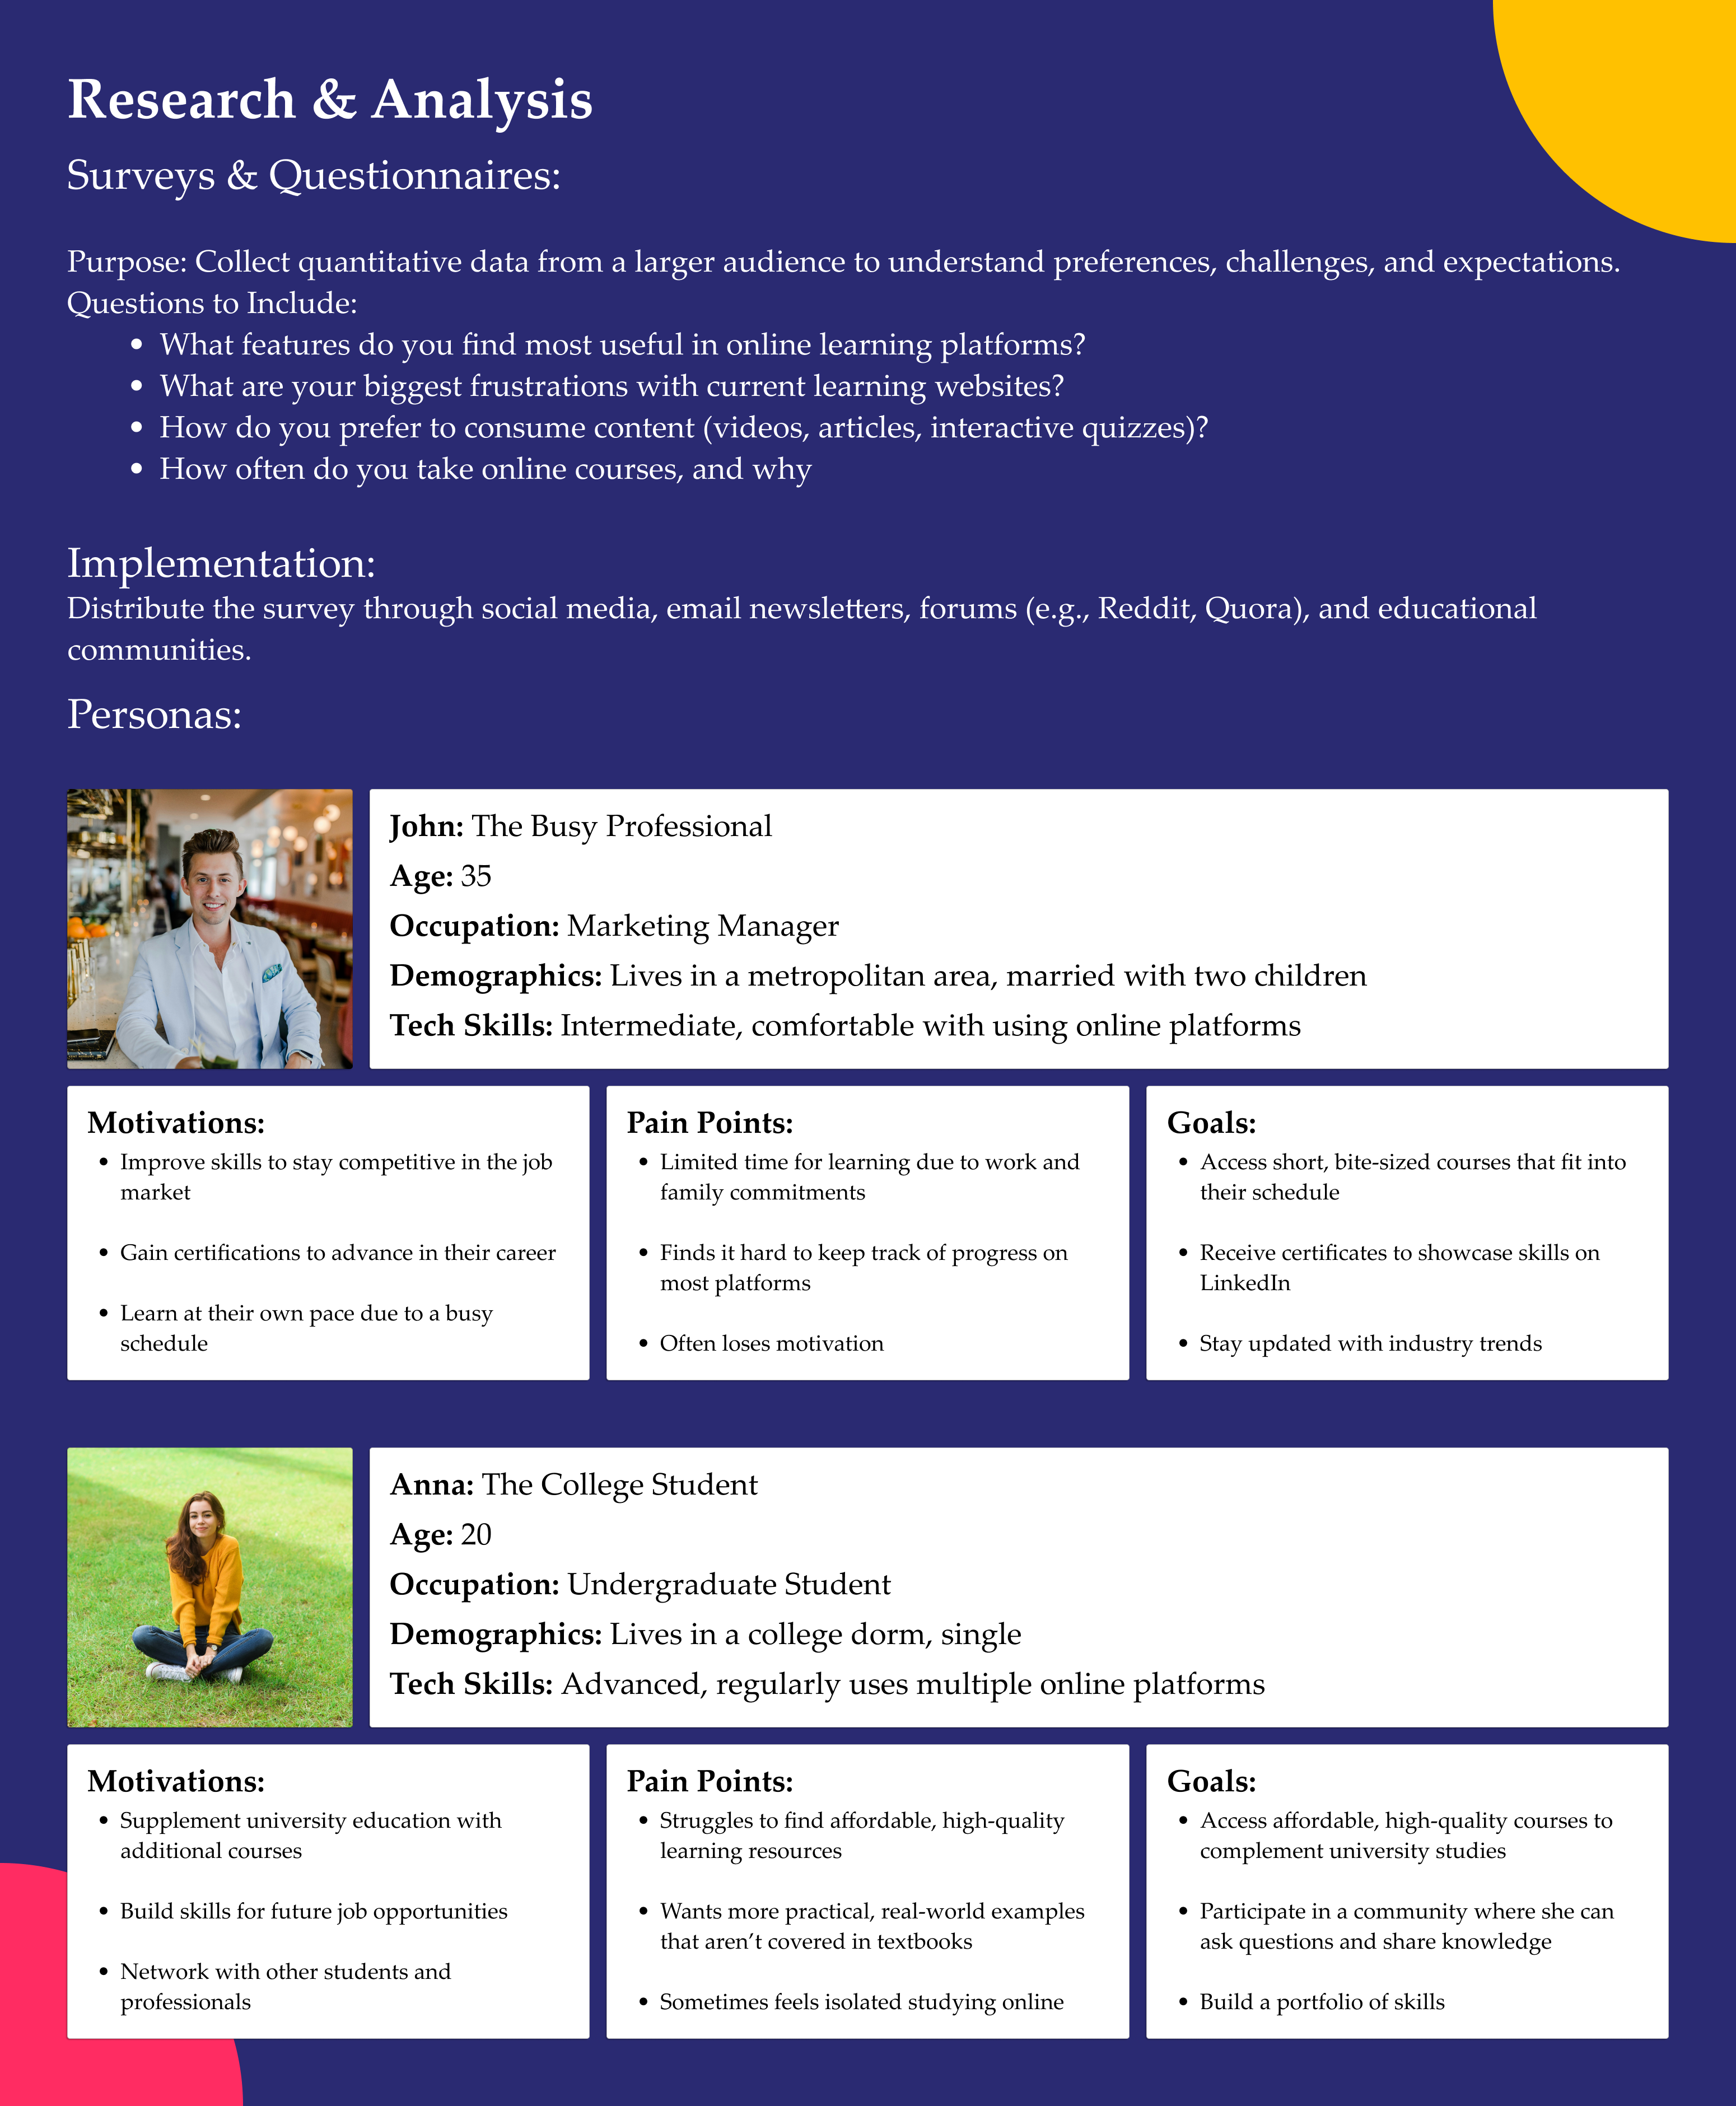 Research & Analysis
Surveys & Questionnaires:
Purpose: Collect quantitative data from a larger audience to understand preferences, challenges, and expectations.
Questions to Include:
• What features do you find most useful in online learning platforms?
• What are your biggest frustrations with current learning websites?
• How do you prefer to consume content (videos, articles, interactive quizzes)?
• How often do you take online courses, and why
Implementation:
Distribute the survey through social media, email newsletters, forums (e.g., Reddit, Quora), and educational
communities.
Personas:
John: The Busy Professional
Age: 35
Occupation: Marketing Manager
Demographics: Lives in a metropolitan area, married with two children
Tech Skills: Intermediate, comfortable with using online platforms
Motivations:
• Improve skills to stay competitive in the job
market
• Gain certifications to advance in their career
• Learn at their own pace due to a busy
schedule
Pain Points:
• Limited time for learning due to work and
family commitments
• Finds it hard to keep track of progress on
most platforms
• Often loses motivation
Goals:
• Access short, bite-sized courses that fit into
their schedule
• Receive certificates to showcase skills on
LinkedIn
• Stay updated with industry trends
Anna: The College Student
Age: 20
Occupation: Undergraduate Student
Demographics: Lives in a college dorm, single
Tech Skills: Advanced, regularly uses multiple online platforms
Motivations:
• Supplement university education with
additional courses
• Build skills for future job opportunities
• Network with other students and
professionals
Pain Points:
• Struggles to find affordable, high-quality
learning resources
• Wants more practical, real-world examples
that aren’t covered in textbooks
• Sometimes feels isolated studying online
Goals:
• Access affordable, high-quality courses to
complement university studies
• Participate in a community where she can
ask questions and share knowledge
• Build a portfolio of skills